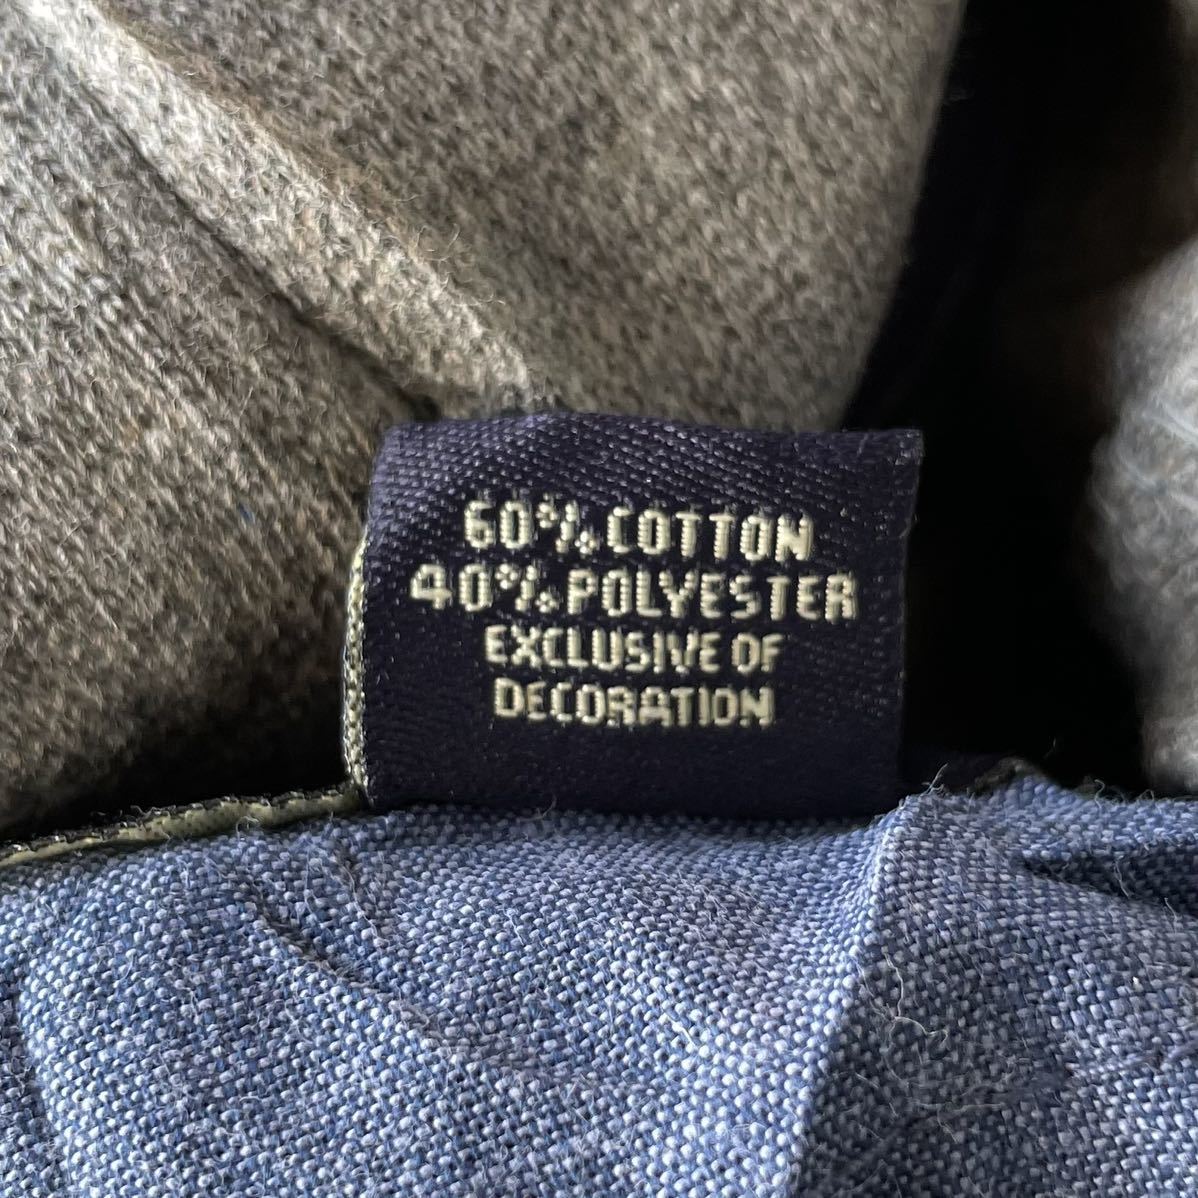 60% COTTON
40% POLYESTER
EXCLUSIVE OF
DECORATION